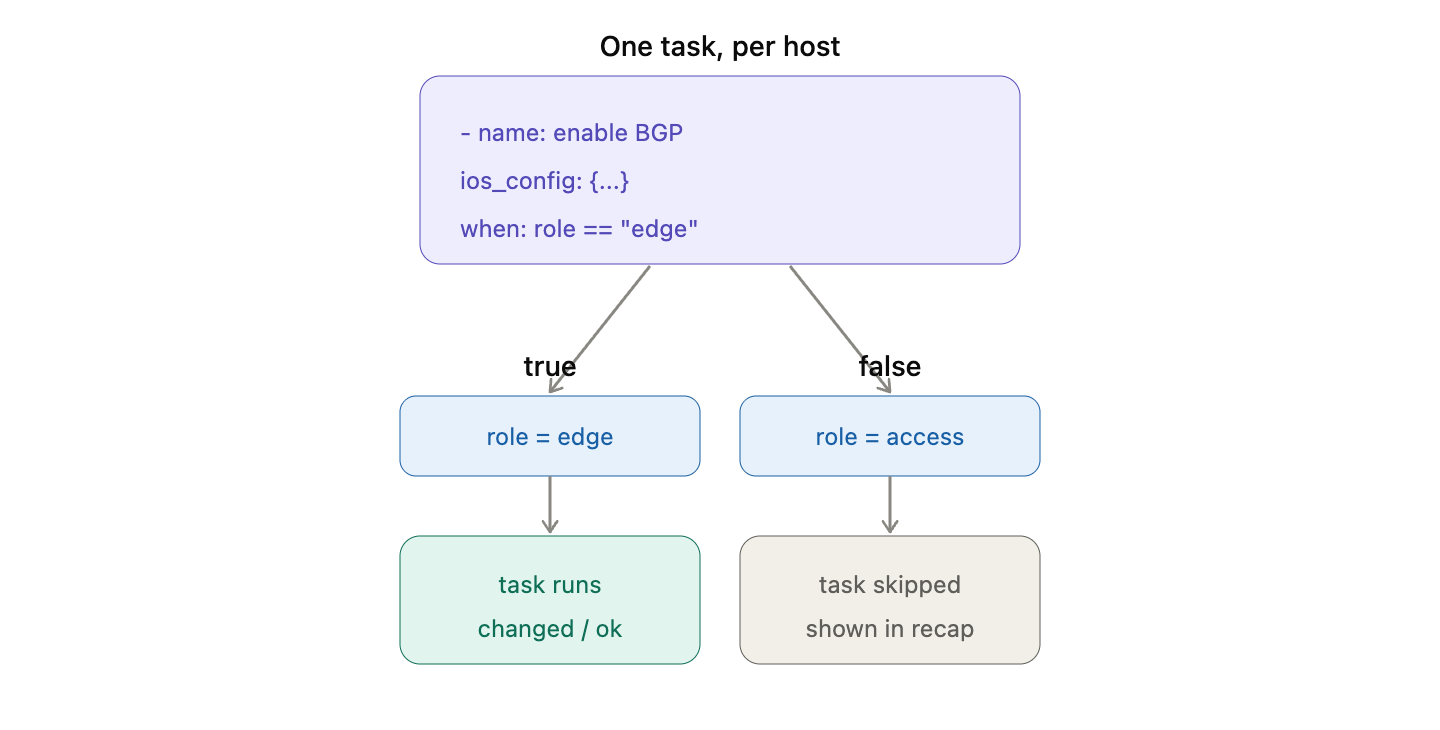 One task, per host
- name: enable BGP
ios_config: {...}
when: role == "edge"
true
false
role = edge
role = access
task runs
changed / ok
task skipped
shown in recap